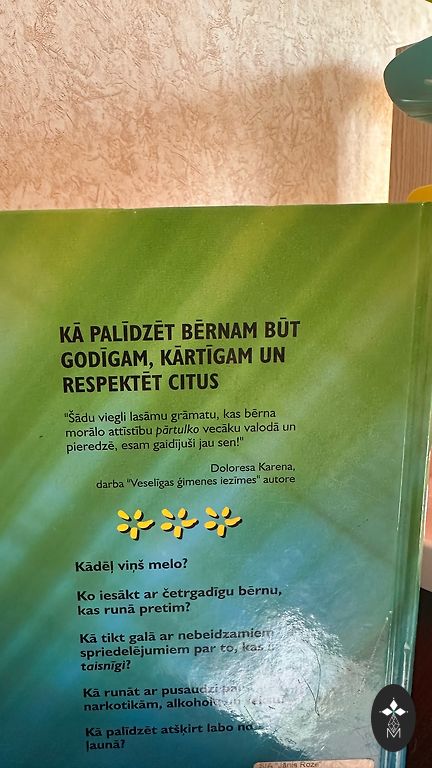 KĀ PALĪDZĒT BĒRNAM BŪT
GODĪGAM, KĀRTĪGAM UN
RESPEKTĒT CITUS
"Šādu viegli lasāmu grāmatu, kas bērna
morālo attīstību pārtulko vecāku valodā un
pieredzē, esam gaidījuši jau sen!"
Doloresa Karena,
darba "Veselīgas ģimenes iezīmes" autore
Kādēļ viņš melo?
Ko iesākt ar četrgadīgu bērnu,
kas runā pretim?
Kā tikt galā ar nebeidzamiem
spriedelējumiem par to, kas
taisnīgi?
Kā runāt ar pusaudzi
narkotikām,
Kā palīdzēt atšķirt labo no
ļaunā?
SIA "Jānis Roze"